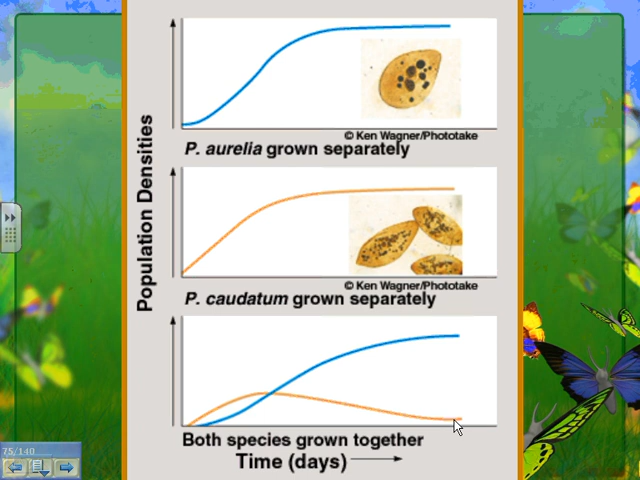 Population Densities
© Ken Wagner/Phototake
P. aurelia grown separately
© Ken Wagner/Phototake
P. caudatum grown separately
Both species grown together
Time (days)
75/140